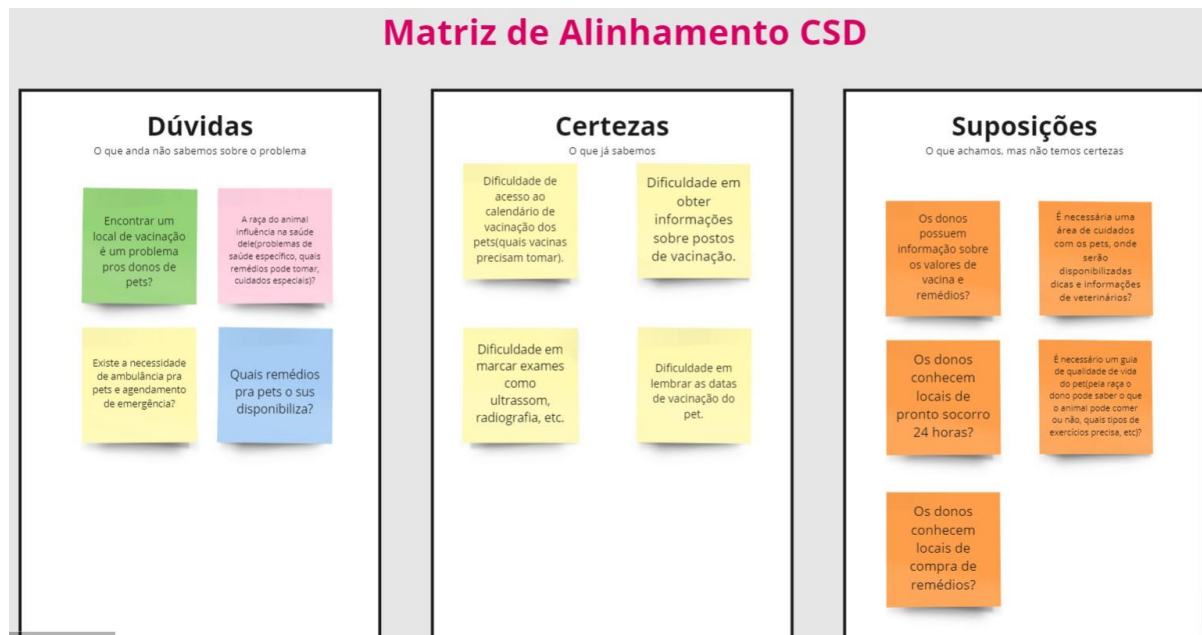 Matriz de Alinhamento CSD
Dúvidas
O que anda não sabemos sobre o problema
Encontrar um
local de vacinação
é um problema
pros donos de
pets?
A raça do animal
influência na saúde
dele(problemas de
saúde específico, quais
remédios pode tomar,
cuidados especiais)?
Existe a necessidade
de ambulância pra
pets e agendamento
de emergência?
Quais remédios
pra pets o sus
disponibiliza?
Certezas
O que já sabemos
Dificuldade de
acesso ao
calendário de
vacinação dos
pets(quais vacinas
precisam tomar).
Dificuldade em
obter
informações
sobre postos
de vacinação.
Dificuldade em
marcar exames
como
ultrassom,
radiografia, etc.
Dificuldade em
lembrar as datas
de vacinação do
pet.
Suposições
O que achamos, mas não temos certezas
Os donos
possuem
informação sobre
os valores de
vacina e
remédios?
É necessária uma
área de cuidados
com os pets, onde
serão
disponibilizadas
dicas e informações
de veterinários?
Os donos
conhecem
locais de
pronto socorro
24 horas?
É necessário um guia
de qualidade de vida
do pet(pela raça o
dono pode saber o que
o animal pode comer
ou não, quais tipos de
exercícios precisa, etc)?
Os donos
conhecem
locais de
compra de
remédios?